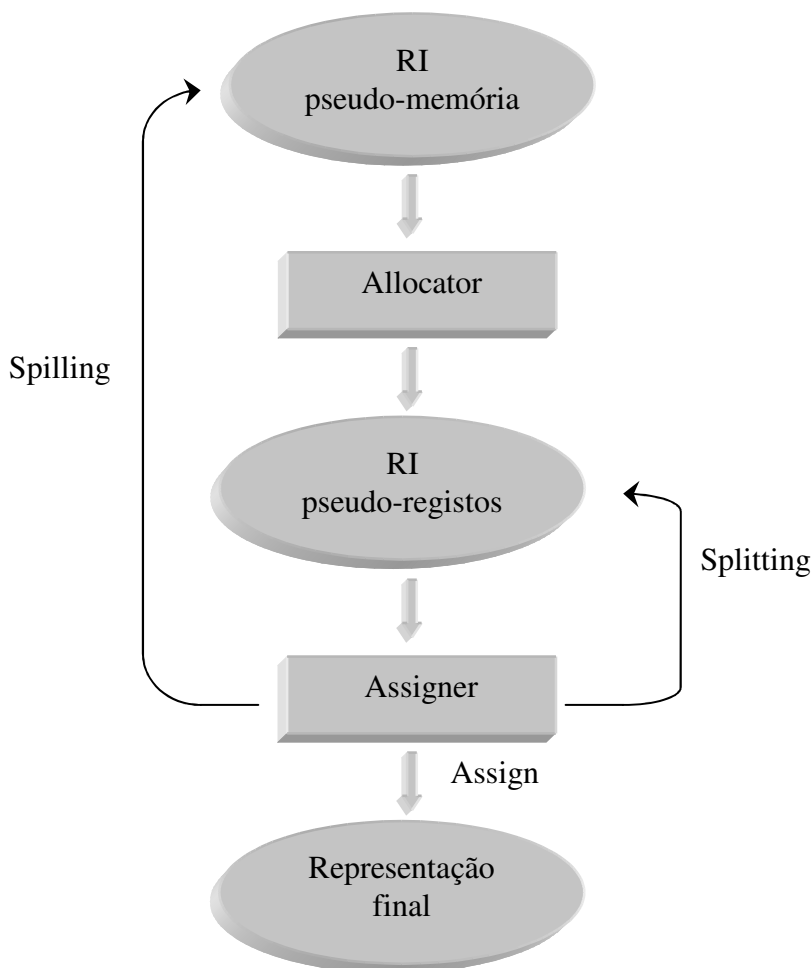 RI
pseudo-memória
Allocator
Spilling
RI
pseudo-registos
Splitting
Assigner
Assign
Representação
final